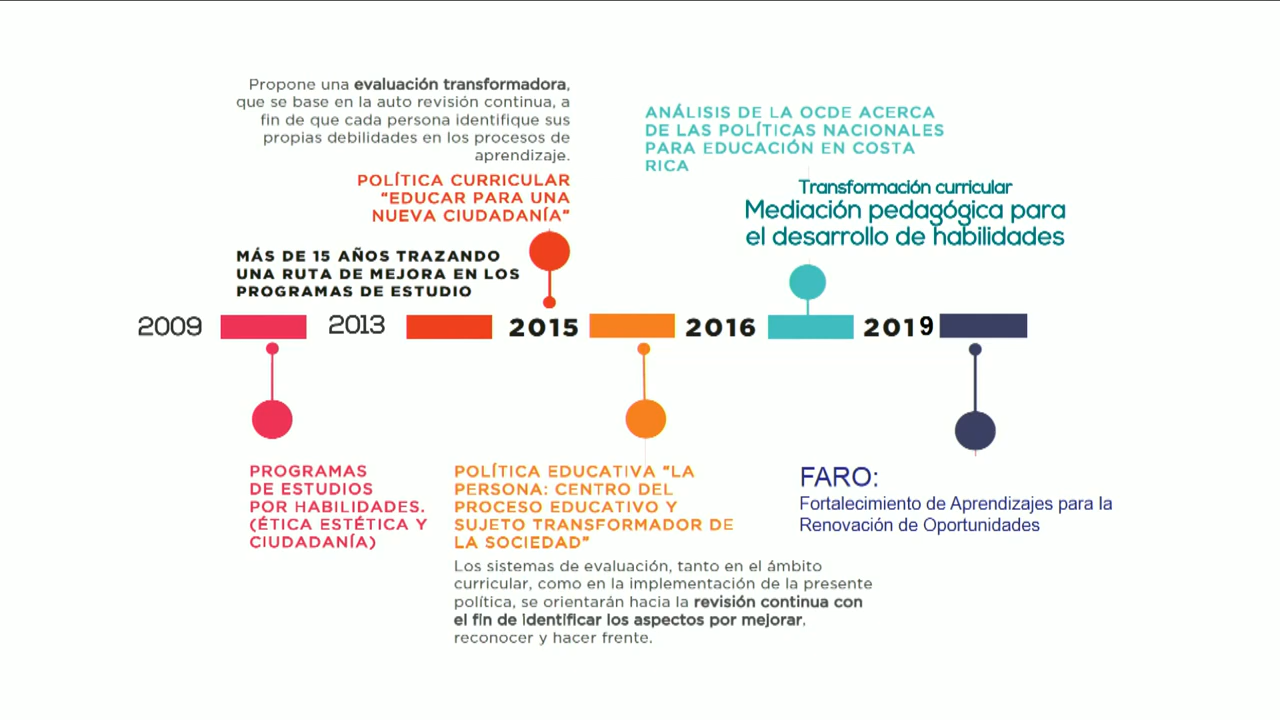 Propone una evaluación transformadora,
que se base en la auto revisión continua, a
fin de que cada persona identifique sus
propias debilidades en los procesos de
aprendizaje.
POLÍTICA CURRICULAR
"EDUCAR PARA UNA
NUEVA CIUDADANÍA"
ANÁLISIS DE LA OCDE ACERCA
DE LAS POLÍTICAS NACIONALES
PARA EDUCACIÓN EN COSTA
RICA
Transformación curricular
Mediación pedagógica para
el desarrollo de habilidades
MÁS DE 15 AÑOS TRAZANDO
UNA RUTA DE MEJORA EN LOS
PROGRAMAS DE ESTUDIO
2009 2013 2015 2016 2019
PROGRAMAS
DE ESTUDIOS
POR HABILIDADES.
(ÉTICA ESTÉTICA Y
CIUDADANÍA)
POLÍTICA EDUCATIVA "LA
PERSONA: CENTRO DEL
PROCESO EDUCATIVO Y
SUJETO TRANSFORMADOR DE
LA SOCIEDAD"
Los sistemas de evaluación, tanto en el ámbito
curricular, como en la implementación de la presente
política, se orientarán hacia la revisión continua con
el fin de identificar los aspectos por mejorar,
reconocer y hacer frente.
FARO:
Fortalecimiento de Aprendizajes para la
Renovación de Oportunidades